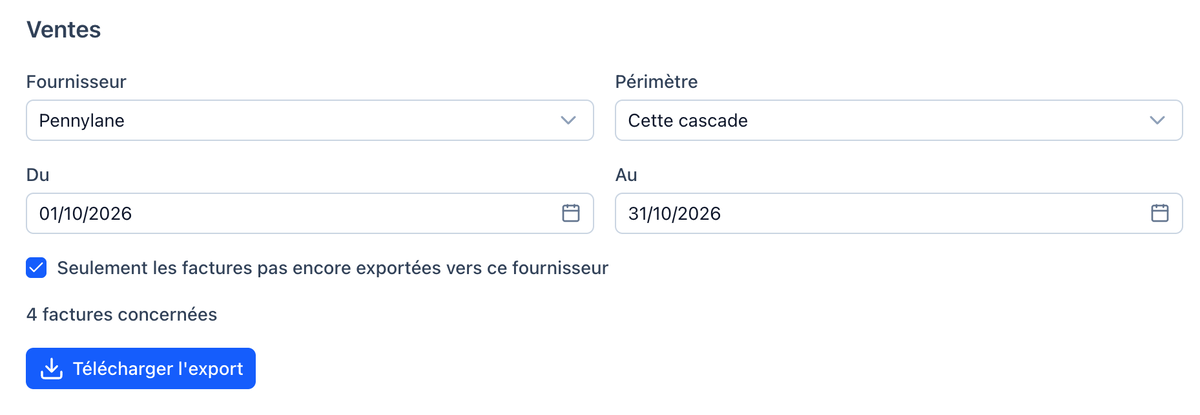 Ventes
Fournisseur
Périmètre
Pennylane
Cette cascade
Du
Au
01/10/2026
31/10/2026
Seulement les factures pas encore exportées vers ce fournisseur
4 factures concernées
Télécharger l'export